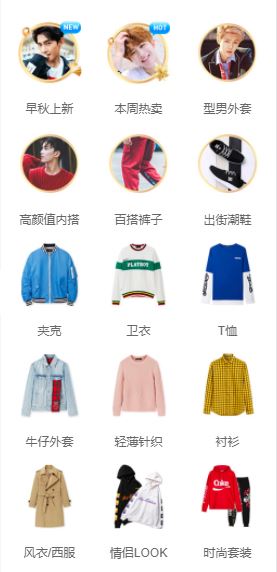 NEW
HOT
早秋上新
本周热卖
型男外套
高颜值内搭
百搭裤子
出街潮鞋
PLAYBOY
夹克
卫衣
T恤
牛仔外套
轻薄针织
衬衫
Coke
风衣/西服
情侣LOOK
时尚套装